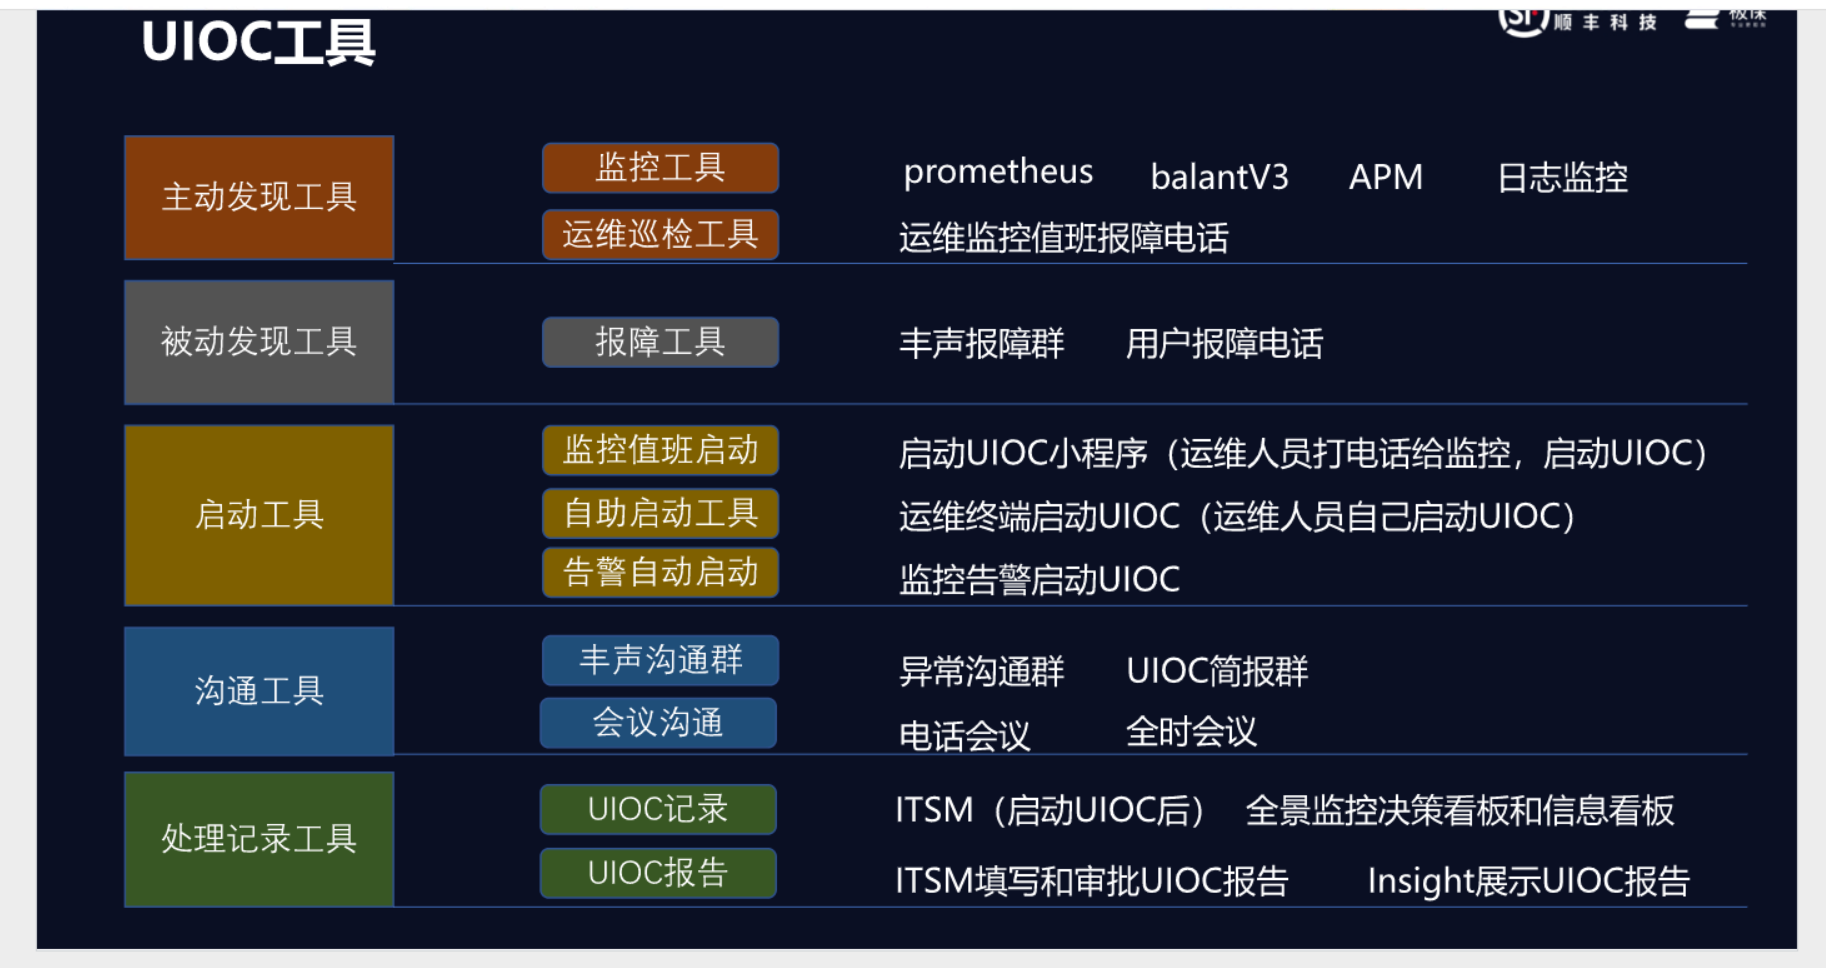 UIOC工具
顺丰科技
主动发现工具
监控工具
prometheus balantV3 APM 日志监控
运维巡检工具
运维监控值班报障电话
被动发现工具
报障工具
丰声报障群 用户报障电话
启动工具
监控值班启动
启动UIOC小程序（运维人员打电话给监控，启动UIOC）
自助启动工具
运维终端启动UIOC（运维人员自己启动UIOC）
告警自动启动
监控告警启动UIOC
沟通工具
丰声沟通群
异常沟通群 UIOC简报群
会议沟通
电话会议 全时会议
处理记录工具
UIOC记录
ITSM（启动UIOC后） 全景监控决策看板和信息看板
UIOC报告
ITSM填写和审批UIOC报告 Insight展示UIOC报告